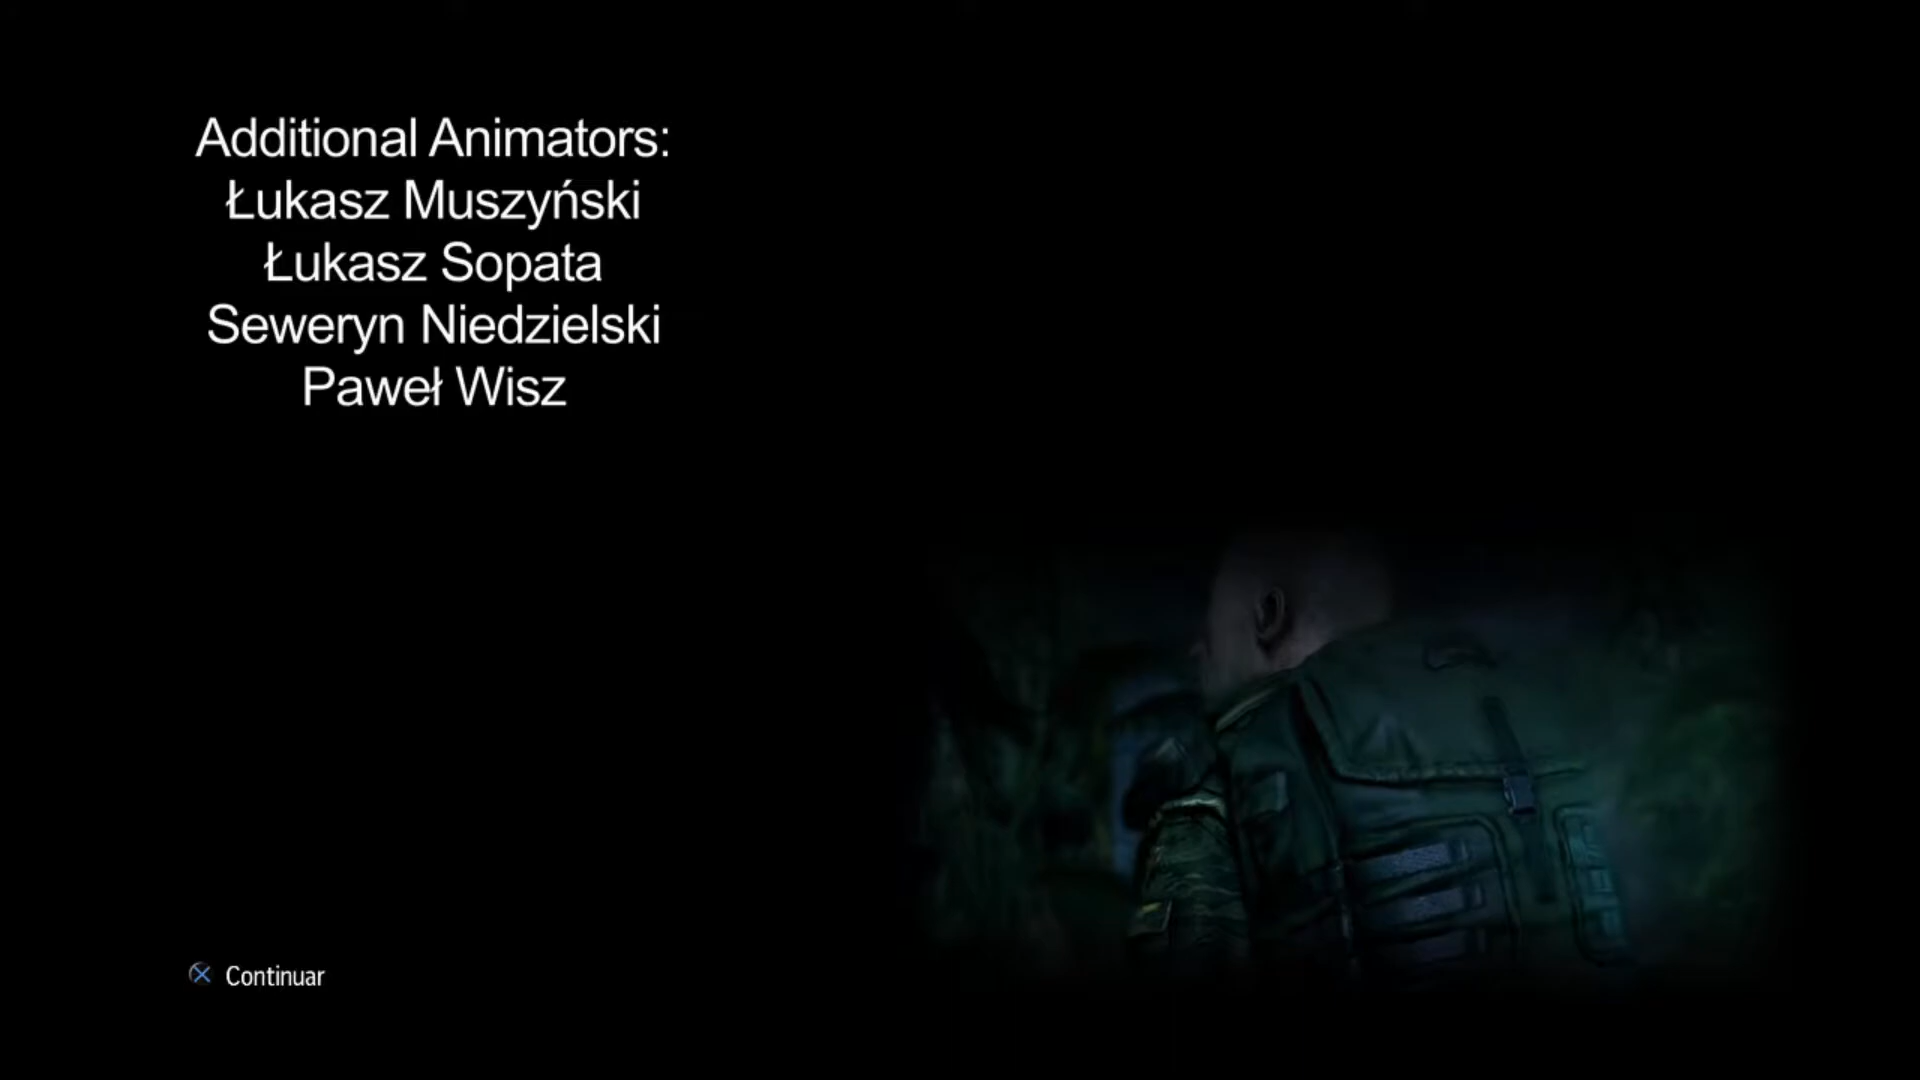 Additional Animators:
Łukasz Muszyński
Łukasz Sopata
Seweryn Niedzielski
Paweł Wisz
Continuar